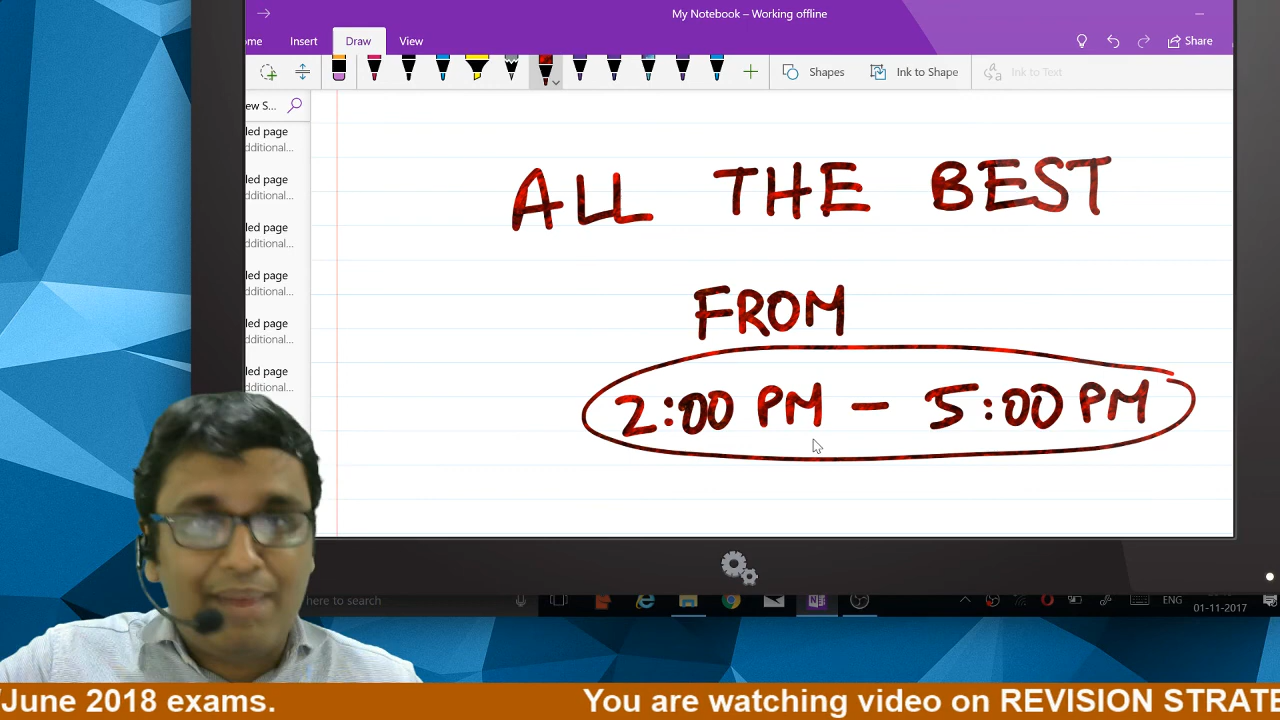 My Notebook – Working offline
ome Insert Draw View Share
Shapes Ink to Shape Ink to Text
ew S...
led page
dditional...
led page
dditional...
led page
dditional...
led page
dditional...
led page
dditional...
led page
ALL THE BEST
FROM
2:00 PM – 5:00 PM
here to search
ENG
01-11-2017
/June 2018 exams. You are watching video on REVISION STRATE